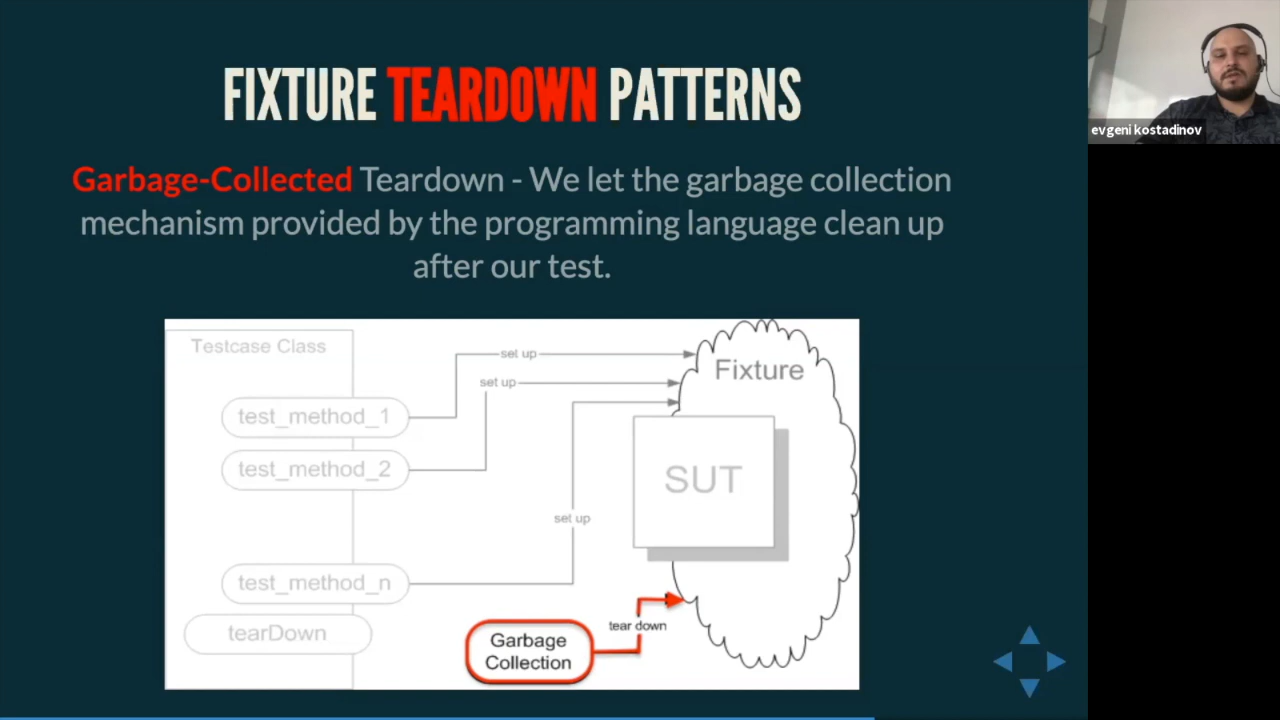 FIXTURE TEARDOWN PATTERNS
Garbage-Collected Teardown - We let the garbage collection
mechanism provided by the programming language clean up
after our test.
Testcase Class
test_method_1
test_method_2
test_method_n
tearDown
set up
set up
set up
Fixture
SUT
tear down
Garbage
Collection
evgeni kostadinov